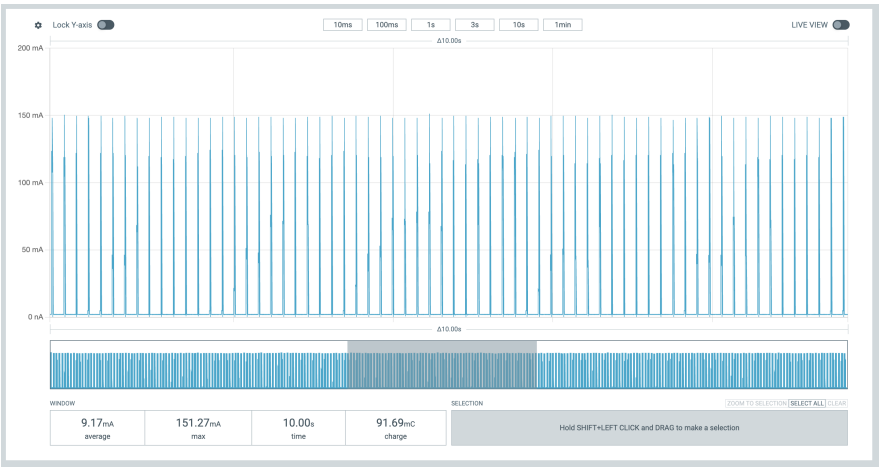 Lock Y-axis 10ms 100ms 1s 3s 10s 1min LIVE VIEW
Δ10.00s
200 mA
150 mA
100 mA
50 mA
0 nA
Δ10.00s
WINDOW
9.17mA 151.27mA 10.00s 91.69mC
average max time charge
SELECTION ZOOM TO SELECTION SELECT ALL CLEAR
Hold SHIFT+LEFT CLICK and DRAG to make a selection